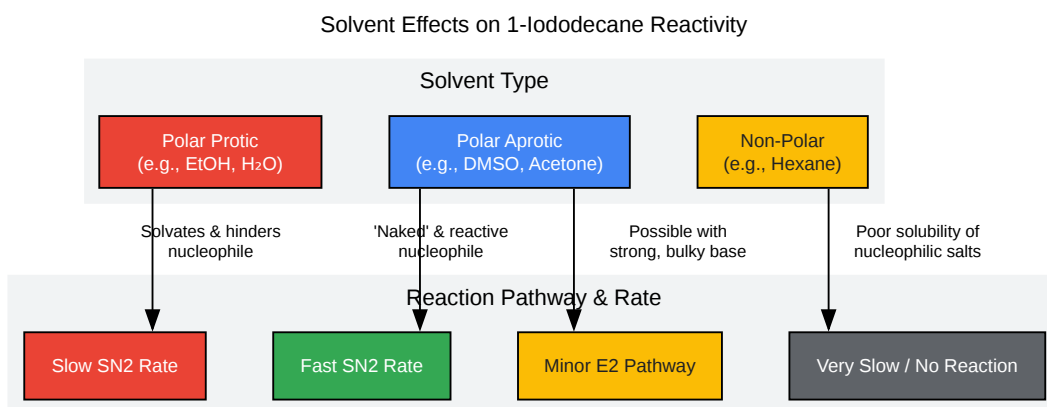 Solvent Effects on 1-Iododecane Reactivity
Solvent Type
Polar Protic
(e.g., EtOH, H₂O)
Polar Aprotic
(e.g., DMSO, Acetone)
Non-Polar
(e.g., Hexane)
Solvates & hinders
nucleophile
'Naked' & reactive
nucleophile
Possible with
strong, bulky base
Poor solubility of
nucleophilic salts
Reaction Pathway & Rate
Slow SN2 Rate
Fast SN2 Rate
Minor E2 Pathway
Very Slow / No Reaction